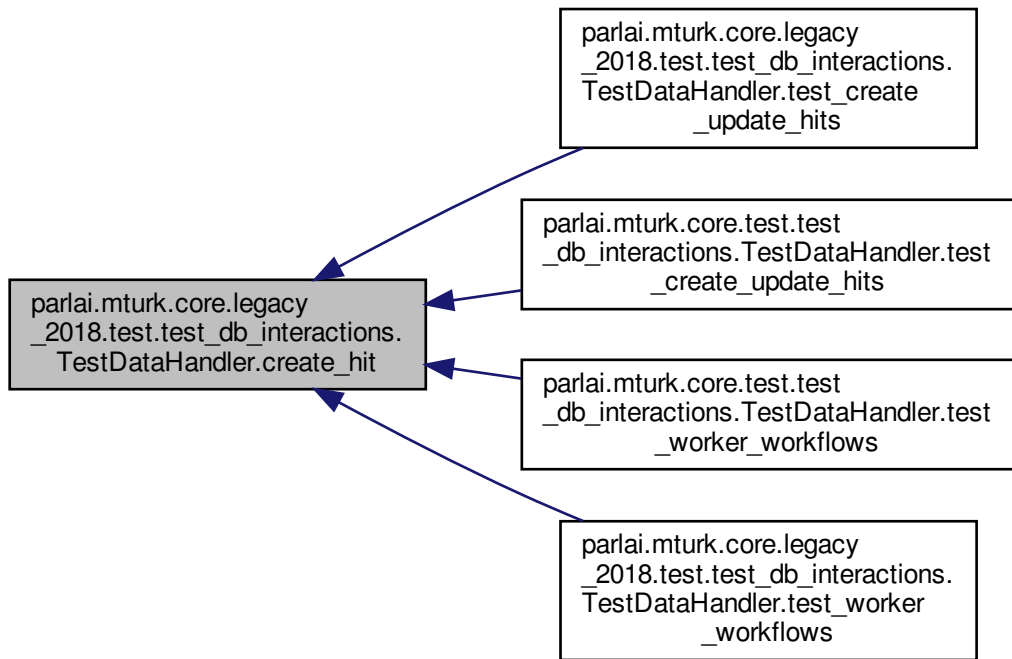 parlai.mturk.core.legacy
_2018.test.test_db_interactions.
TestDataHandler.test_create
_update_hits
parlai.mturk.core.test.test
_db_interactions.TestDataHandler.test
_create_update_hits
parlai.mturk.core.legacy
_2018.test.test_db_interactions.
TestDataHandler.create_hit
parlai.mturk.core.test.test
_db_interactions.TestDataHandler.test
_worker_workflows
parlai.mturk.core.legacy
_2018.test.test_db_interactions.
TestDataHandler.test_worker
_workflows